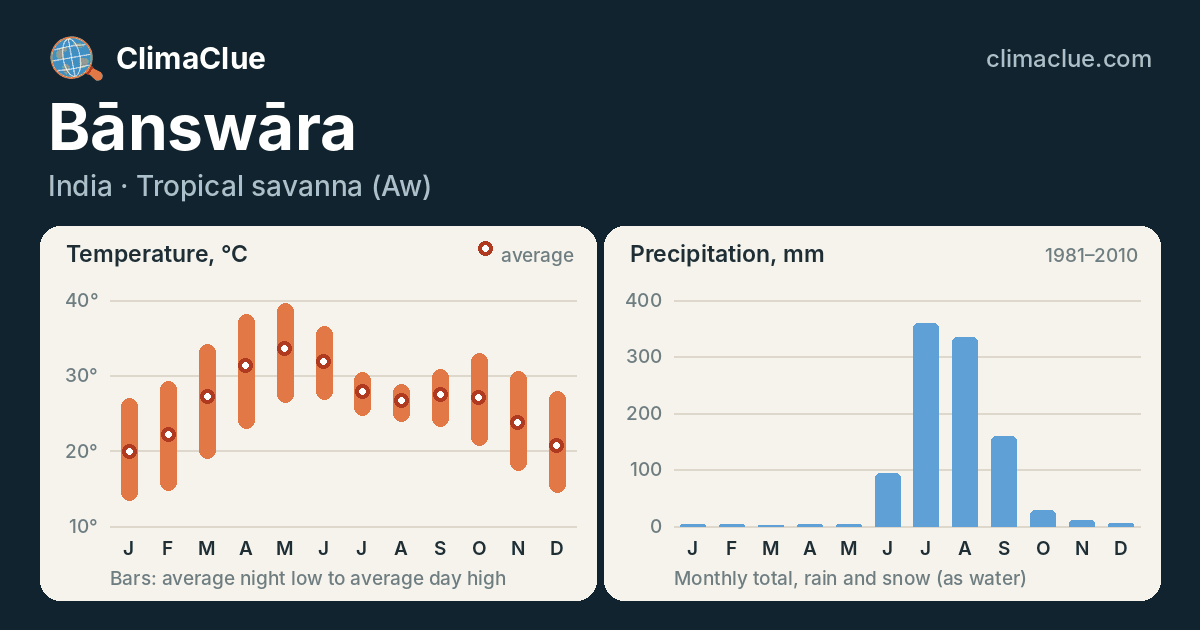 ClimaClue
climaclue.com
Bānswāra
India · Tropical savanna (Aw)
Temperature, °C
average
40°
30°
20°
10°
J F M A M J J A S O N D
Bars: average night low to average day high
Precipitation, mm
1981–2010
400
300
200
100
0
J F M A M J J A S O N D
Monthly total, rain and snow (as water)